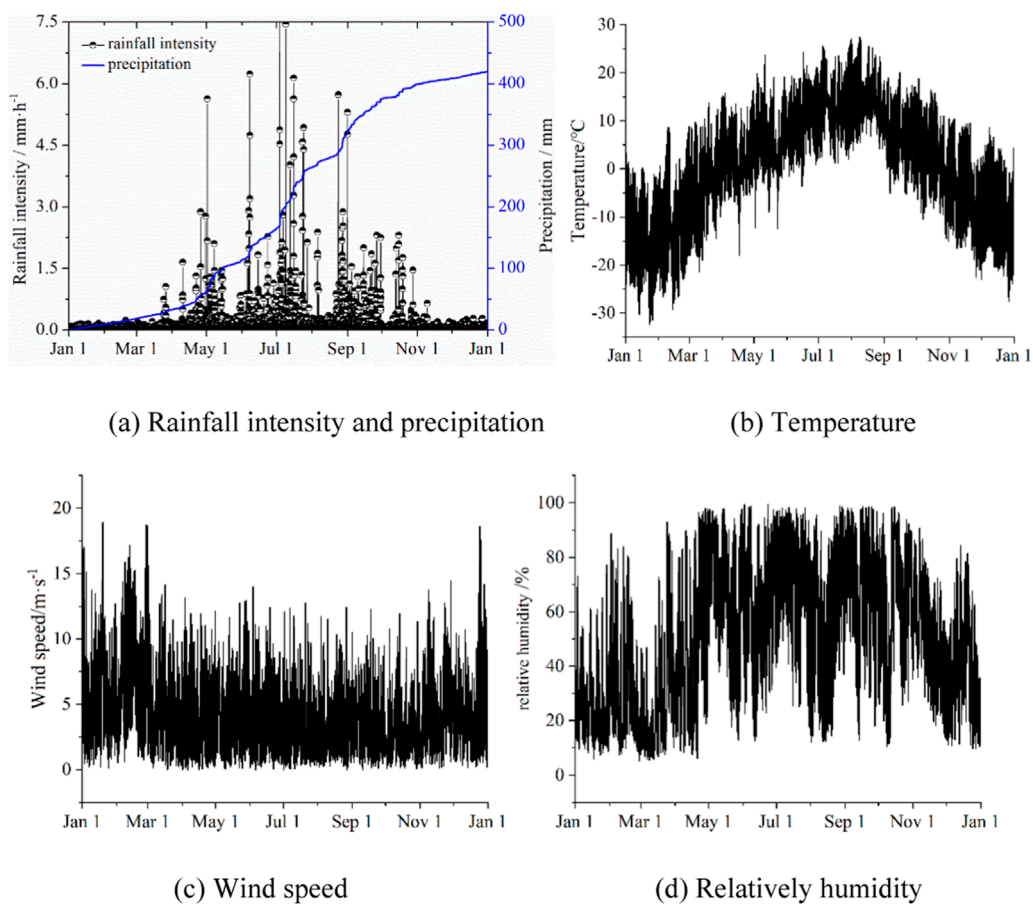 7.5
6.0
4.5
3.0
1.5
0.0
Rainfall intensity / mm·h⁻¹
rainfall intensity
precipitation
500
400
300
200
100
0
Precipitation / mm
Jan 1 Mar 1 May 1 Jul 1 Sep 1 Nov 1 Jan 1
(a) Rainfall intensity and precipitation
30
20
10
0
-10
-20
-30
Temperature/°C
Jan 1 Mar 1 May 1 Jul 1 Sep 1 Nov 1 Jan 1
(b) Temperature
20
15
10
5
0
Wind speed/m·s⁻¹
Jan 1 Mar 1 May 1 Jul 1 Sep 1 Nov 1 Jan 1
(c) Wind speed
100
80
60
40
20
0
relative humidity /%
Jan 1 Mar 1 May 1 Jul 1 Sep 1 Nov 1 Jan 1
(d) Relatively humidity